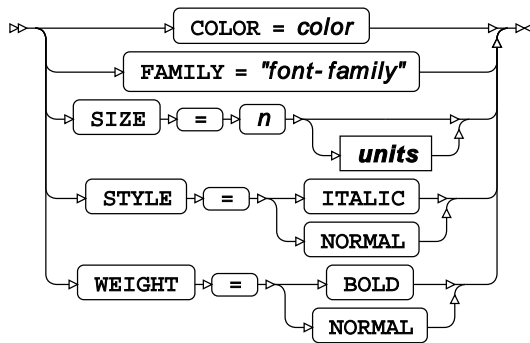 COLOR = color
FAMILY = "font-family"
SIZE = n
units
STYLE = ITALIC
NORMAL
WEIGHT = BOLD
NORMAL